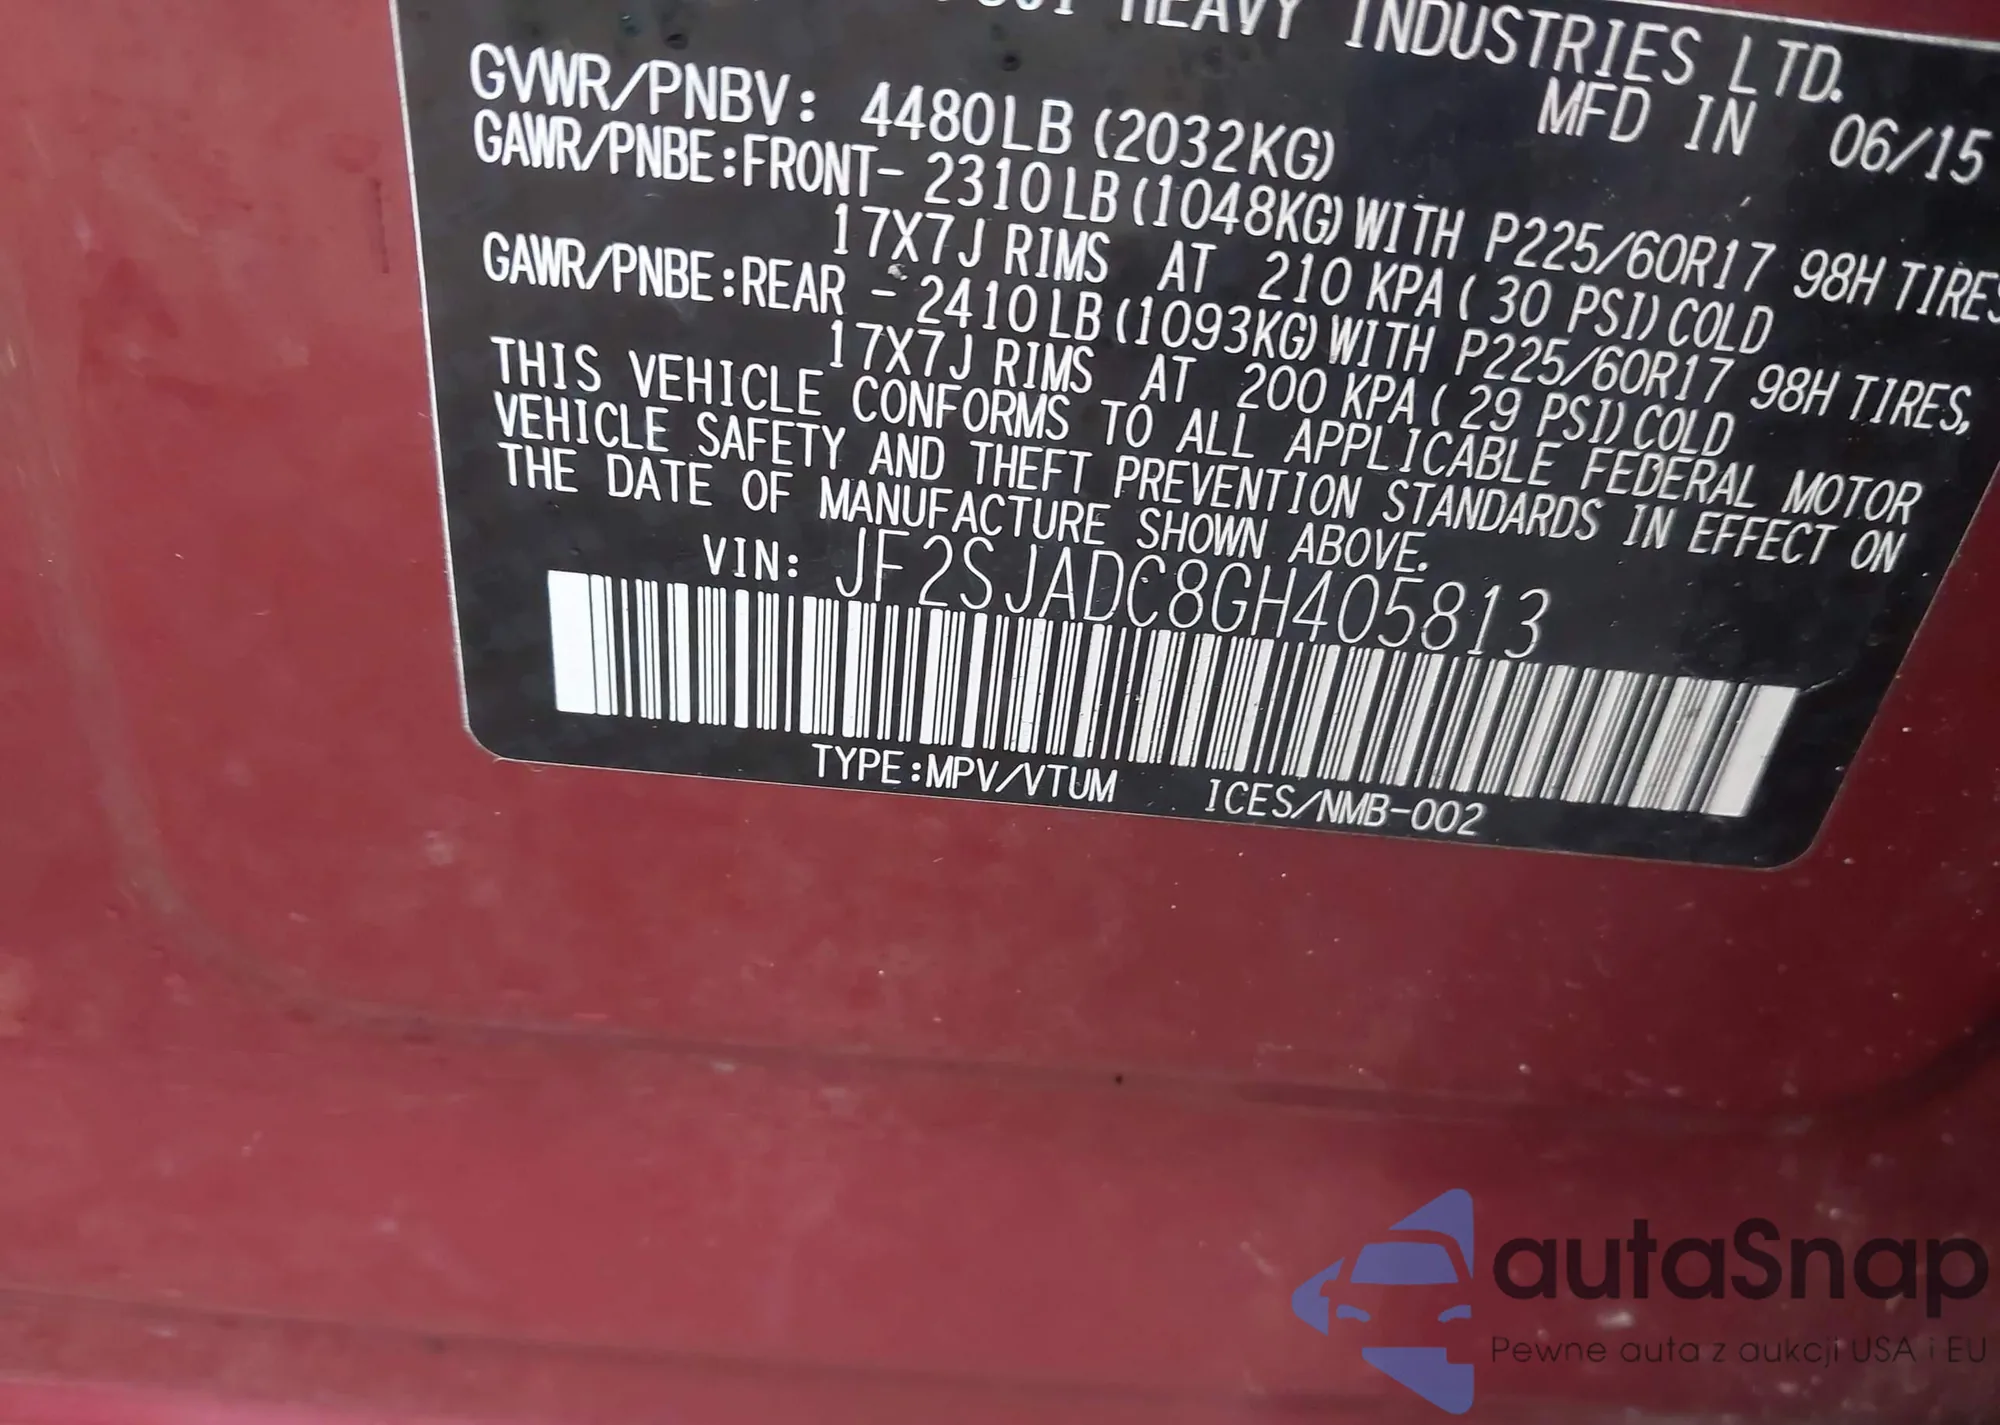 HEAVY INDUSTRIES LTD.
MFD IN 06/15
GVWR/PNBV: 4480LB (2032KG)
GAWR/PNBE:FRONT- 2310LB (1048KG) WITH P225/60R17 98H TIRES
17X7J RIMS AT 210 KPA ( 30 PSI) COLD
GAWR/PNBE:REAR - 2410LB (1093KG) WITH P225/60R17 98H TIRES,
17X7J RIMS AT 200 KPA ( 29 PSI) COLD
THIS VEHICLE CONFORMS TO ALL APPLICABLE FEDERAL MOTOR
VEHICLE SAFETY AND THEFT PREVENTION STANDARDS IN EFFECT ON
THE DATE OF MANUFACTURE SHOWN ABOVE.
VIN: JF2SJADC8GH405813
TYPE:MPV/VTUM ICES/NMB-002
autaSnap
Pewne auta z aukcji USA i EU